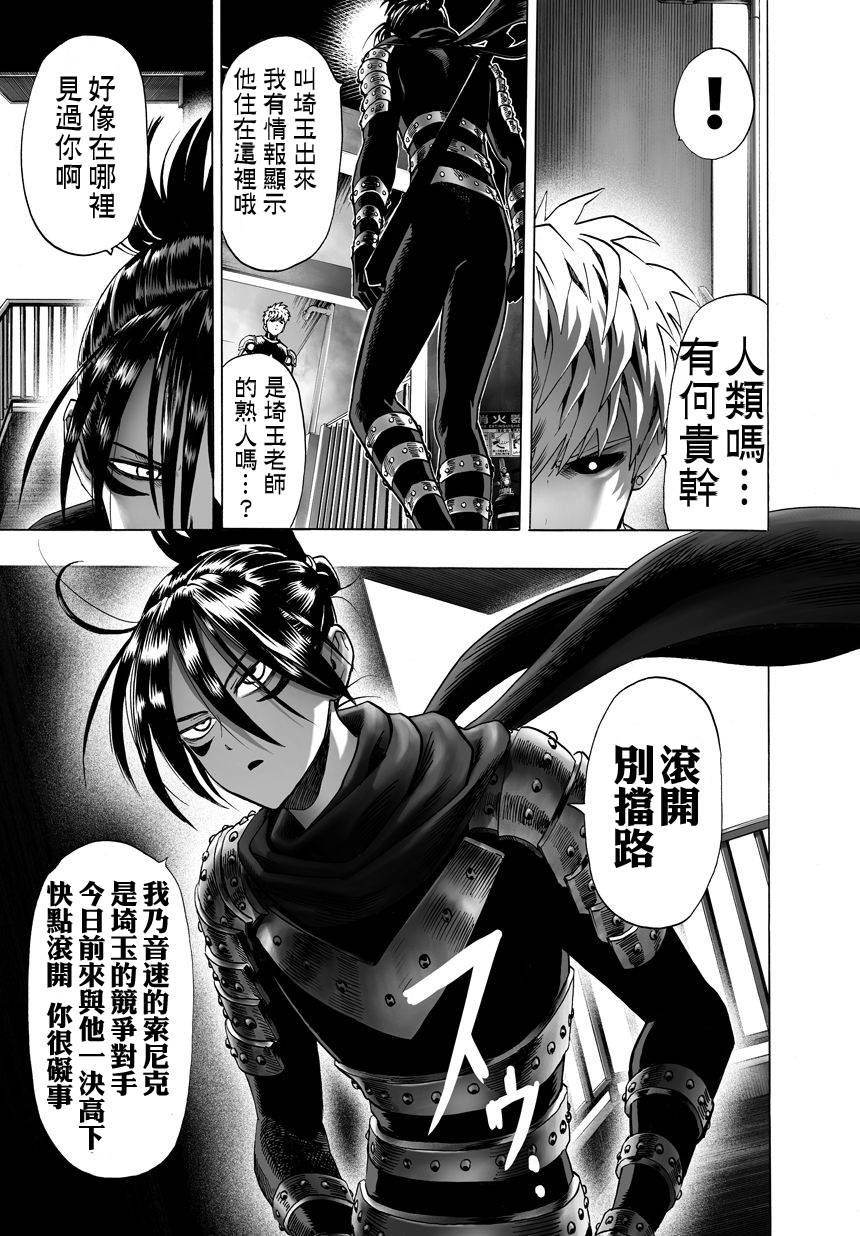 ！
人類嗎…
有何貴幹
叫埼玉出來
我有情報顯示
他住在這裡哦
是埼玉老師
的熟人嗎…？
好像在哪裡
見過你啊
滾開
別擋路
スゥ…
我乃音速的索尼克
是埼玉的競爭對手
今日前來與他一決高下
快點滾開 你很礙事